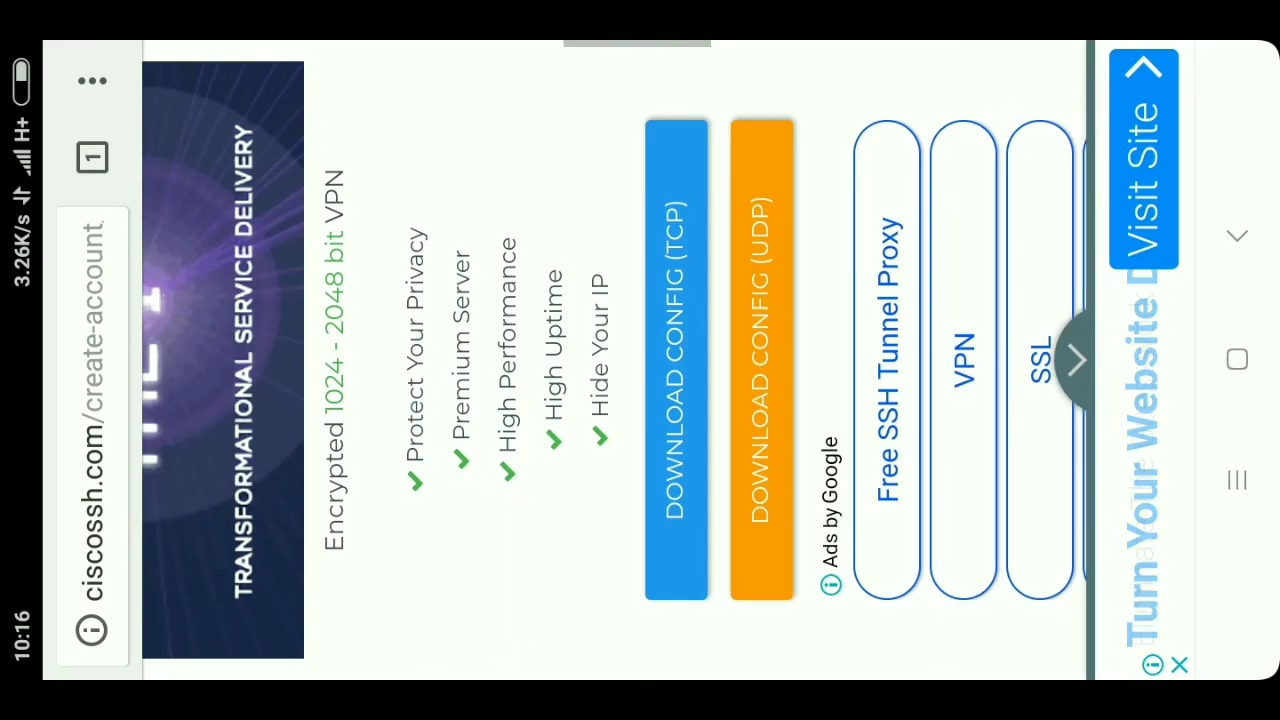 10:16
3.26K/s
H+
ciscossh.com/create-account
1
TRANSFORMATIONAL SERVICE DELIVERY
Encrypted 1024 - 2048 bit VPN
Protect Your Privacy
Premium Server
High Performance
High Uptime
Hide Your IP
DOWNLOAD CONFIG (TCP)
DOWNLOAD CONFIG (UDP)
Ads by Google
Free SSH Tunnel Proxy
VPN
SSL
Turn Your Website
Visit Site